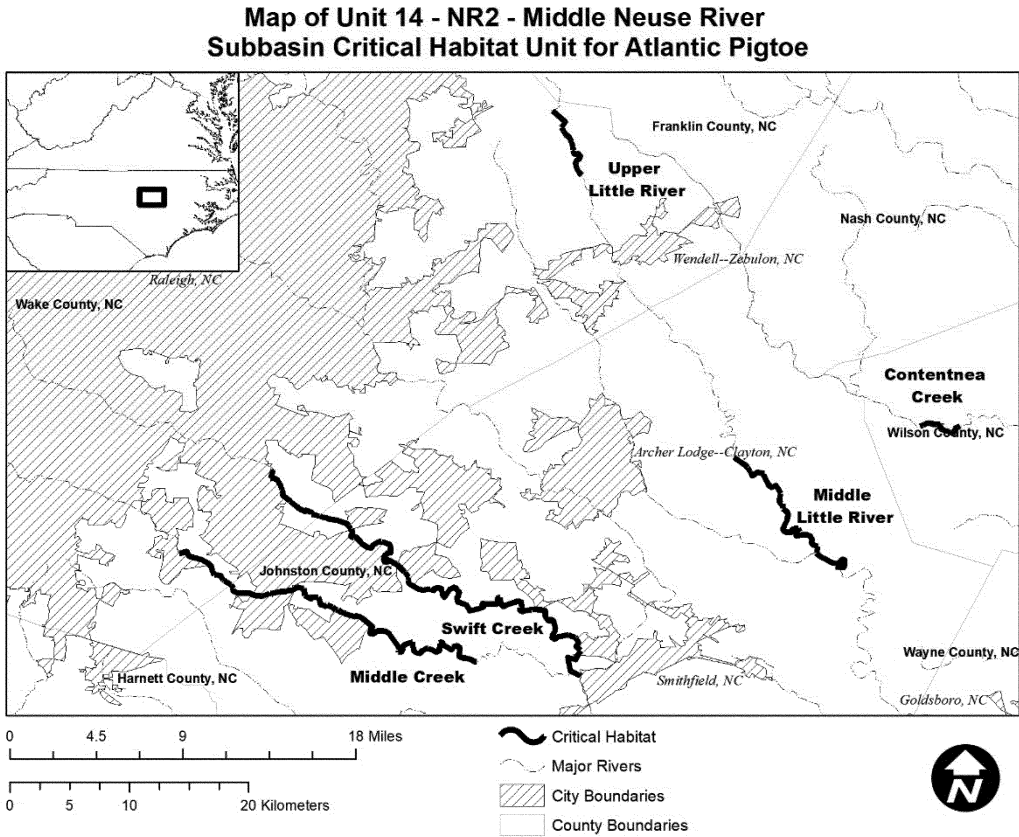 Map of Unit 14 - NR2 - Middle Neuse River
Subbasin Critical Habitat Unit for Atlantic Pigtoe
Franklin County, NC
Upper
Little River
Nash County, NC
Wendell--Zebulon, NC
Raleigh, NC
Wake County, NC
Contentnea
Creek
Wilson County, NC
Archer Lodge--Clayton, NC
Middle
Little River
Johnston County, NC
Swift Creek
Middle Creek
Harnett County, NC
Smithfield, NC
Wayne County, NC
Goldsboro, NC
0 4.5 9 18 Miles
0 5 10 20 Kilometers
Critical Habitat
Major Rivers
City Boundaries
County Boundaries
N